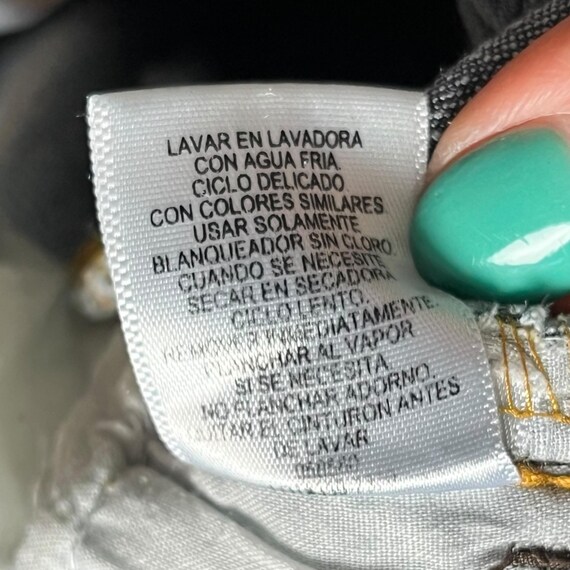 LAVAR EN LAVADORA
CON AGUA FRIA
CICLO DELICADO
CON COLORES SIMILARES
USAR SOLAMENTE
BLANQUEADOR SIN CLORO
CUANDO SE NECESITE
SECAR EN SECADORA
CICLO LENTO.
REMOVER INMEDIATAMENTE.
PLANCHAR AL VAPOR
SI SE NECESITA
NO PLANCHAR ADORNO.
QUITAR EL CINTURON ANTES
DE LAVAR